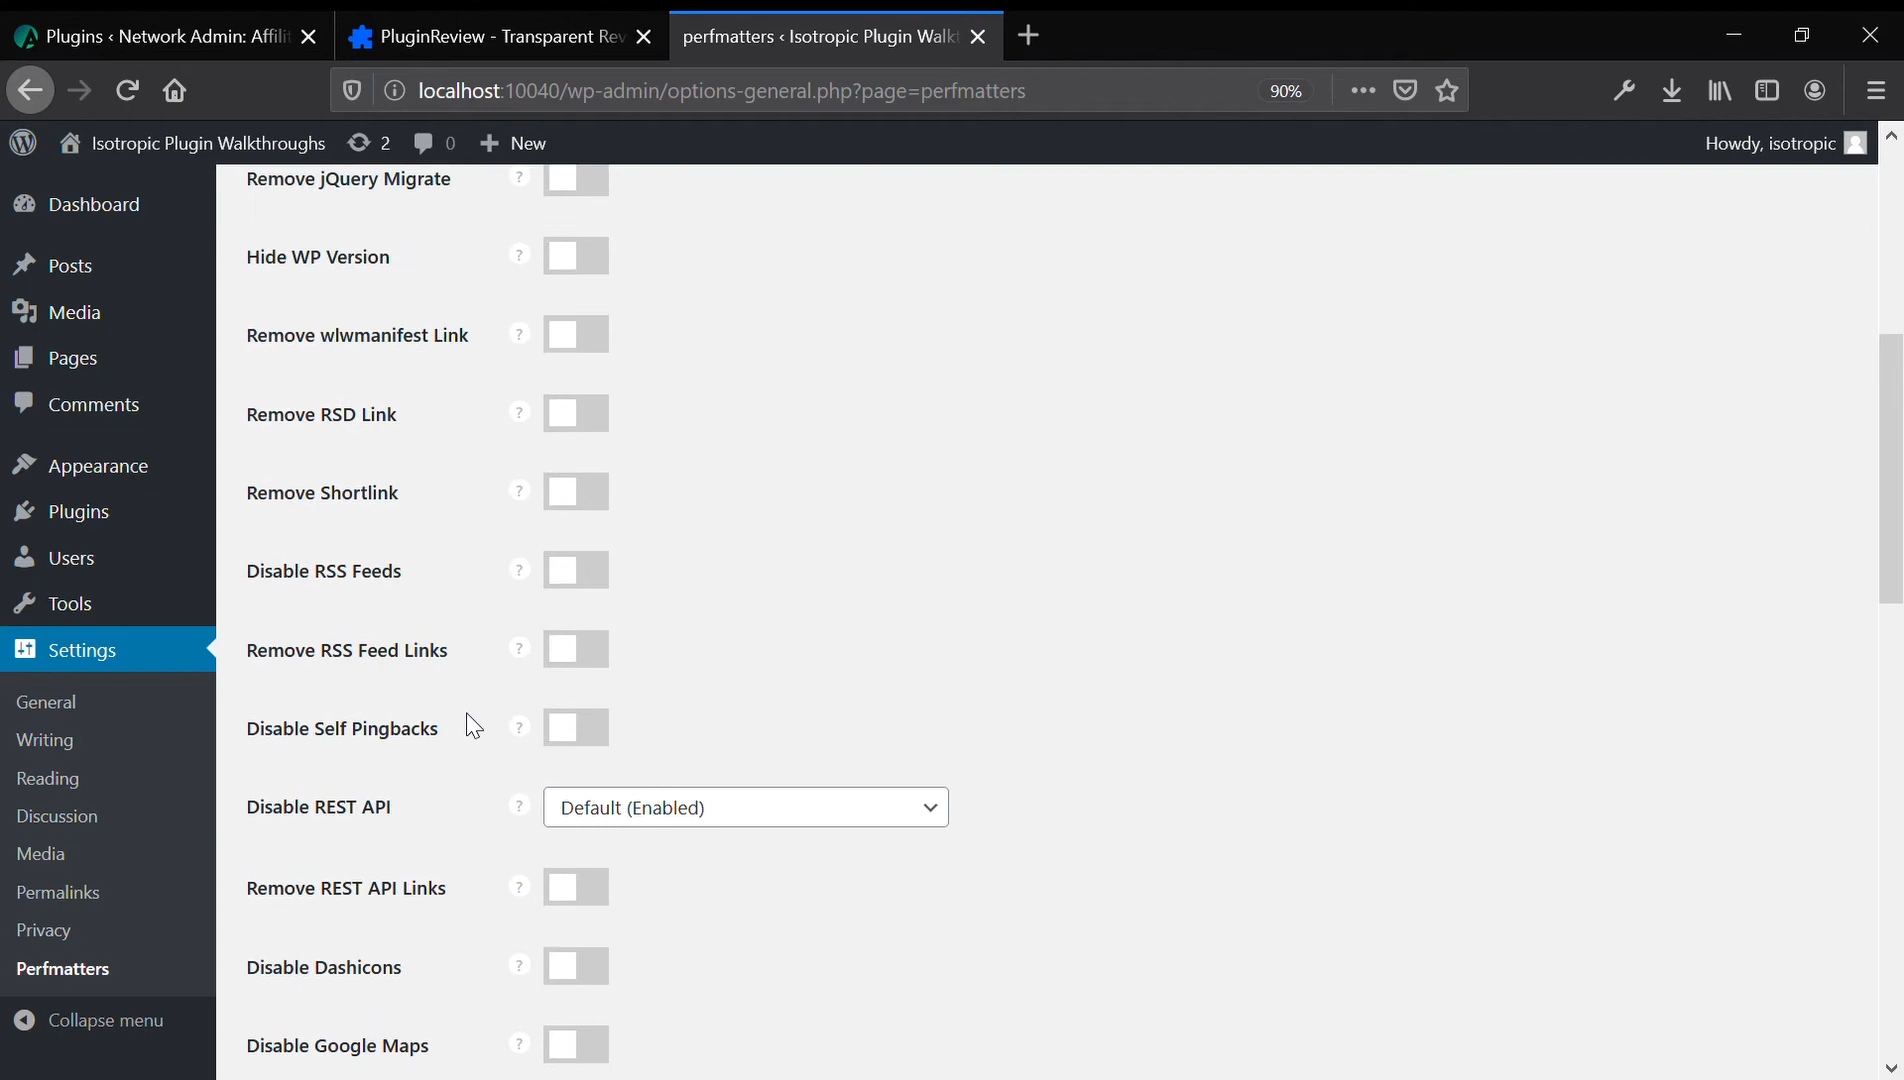 Plugins ‹ Network Admin: Affilit
PluginReview - Transparent Rev
perfmatters ‹ Isotropic Plugin Walkt
localhost:10040/wp-admin/options-general.php?page=perfmatters
90%
Isotropic Plugin Walkthroughs
2
0
New
Howdy, isotropic
Dashboard
Posts
Media
Pages
Comments
Appearance
Plugins
Users
Tools
Settings
General
Writing
Reading
Discussion
Media
Permalinks
Privacy
Perfmatters
Collapse menu
Remove jQuery Migrate ?
Hide WP Version ?
Remove wlwmanifest Link ?
Remove RSD Link ?
Remove Shortlink ?
Disable RSS Feeds ?
Remove RSS Feed Links ?
Disable Self Pingbacks ?
Disable REST API ? Default (Enabled)
Remove REST API Links ?
Disable Dashicons ?
Disable Google Maps ?